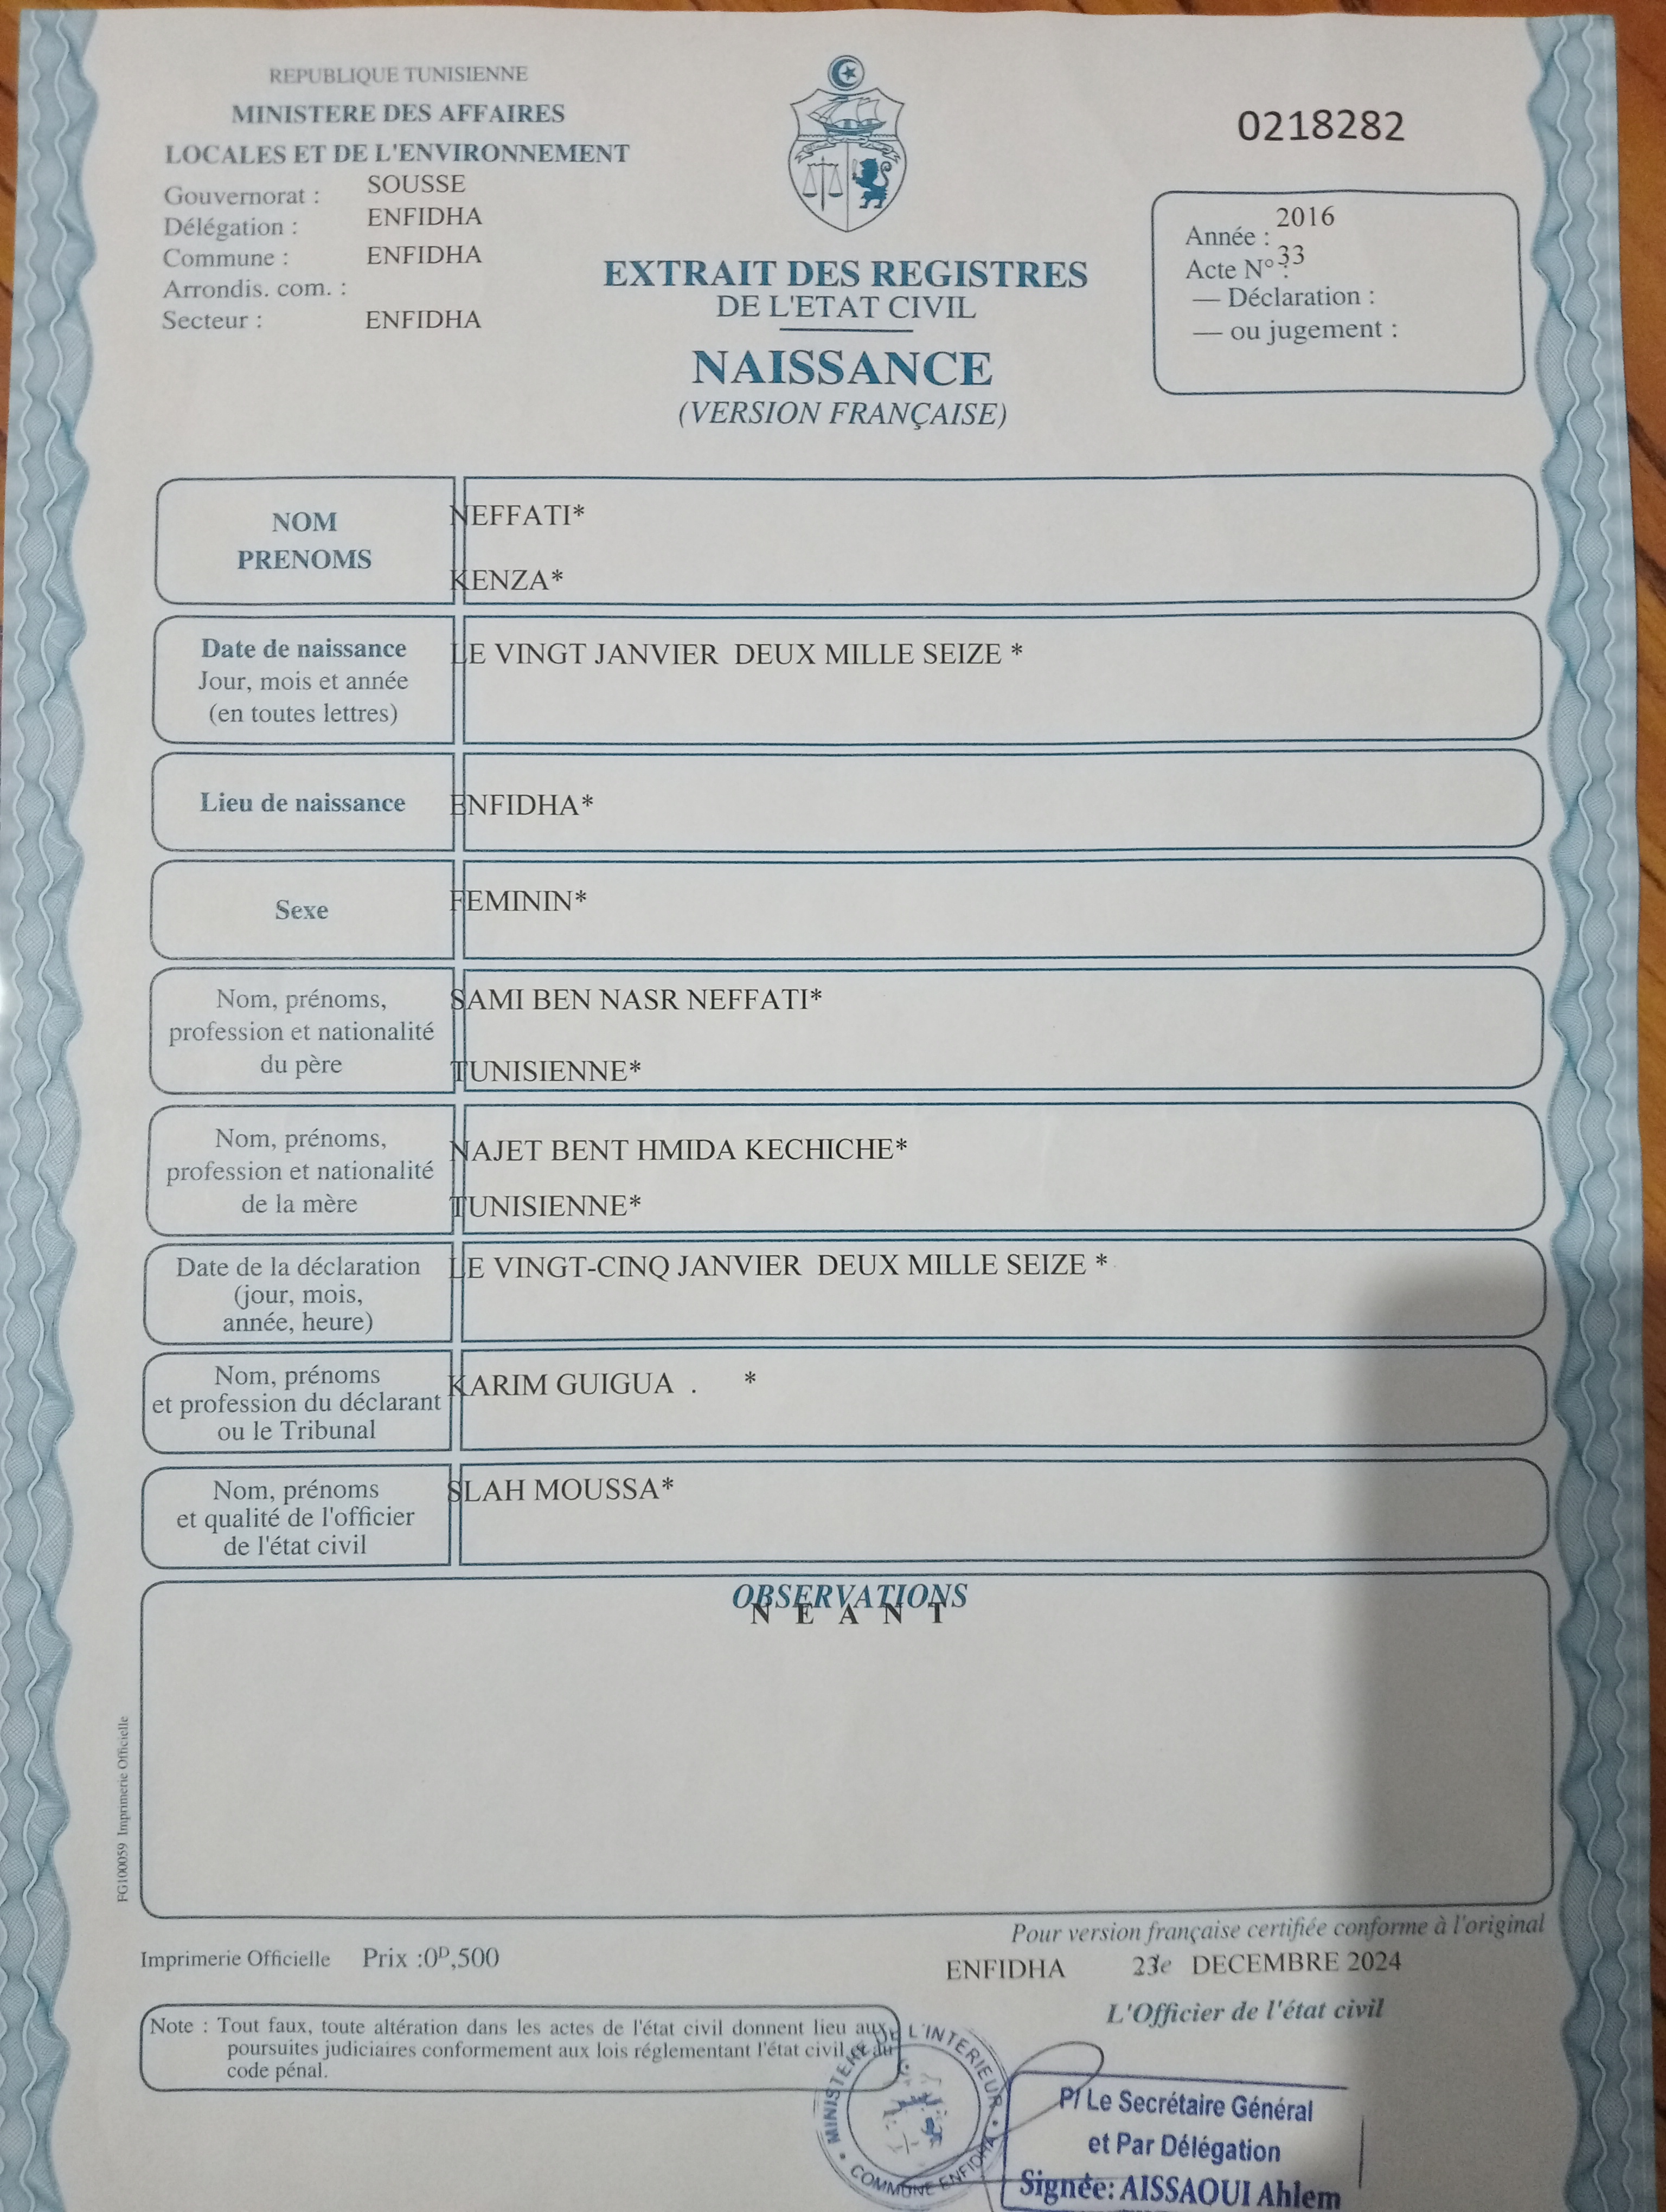 REPUBLIQUE TUNISIENNE
MINISTERE DES AFFAIRES
LOCALES ET DE L'ENVIRONNEMENT
Gouvernorat : SOUSSE
Délégation : ENFIDHA
Commune : ENFIDHA
Arrondis. com. :
Secteur : ENFIDHA
EXTRAIT DES REGISTRES
DE L'ETAT CIVIL
NAISSANCE
(VERSION FRANÇAISE)
0218282
Année : 2016
Acte N° : 33
— Déclaration :
— ou jugement :
NOM
PRENOMS
NEFFATI*
KENZA*
Date de naissance
Jour, mois et année
(en toutes lettres)
LE VINGT JANVIER DEUX MILLE SEIZE *
Lieu de naissance
ENFIDHA*
Sexe
FEMININ*
Nom, prénoms,
profession et nationalité
du père
SAMI BEN NASR NEFFATI*
TUNISIENNE*
Nom, prénoms,
profession et nationalité
de la mère
NAJET BENT HMIDA KECHICHE*
TUNISIENNE*
Date de la déclaration
(jour, mois,
année, heure)
LE VINGT-CINQ JANVIER DEUX MILLE SEIZE *
Nom, prénoms
et profession du déclarant
ou le Tribunal
KARIM GUIGUA . *
Nom, prénoms
et qualité de l'officier
de l'état civil
SLAH MOUSSA*
OBSERVATIONS
N E A N T
FG100059 Imprimerie Officielle
Imprimerie Officielle Prix :0D,500
Pour version française certifiée conforme à l'original
ENFIDHA 23e DECEMBRE 2024
L'Officier de l'état civil
Note : Tout faux, toute altération dans les actes de l'état civil donnent lieu aux
poursuites judiciaires conformement aux lois réglementant l'état civil et au
code pénal.
MINISTERE DE L'INTERIEUR
COMMUNE ENFIDHA
P/ Le Secrétaire Général
et Par Délégation
Signée: AISSAOUI Ahlem